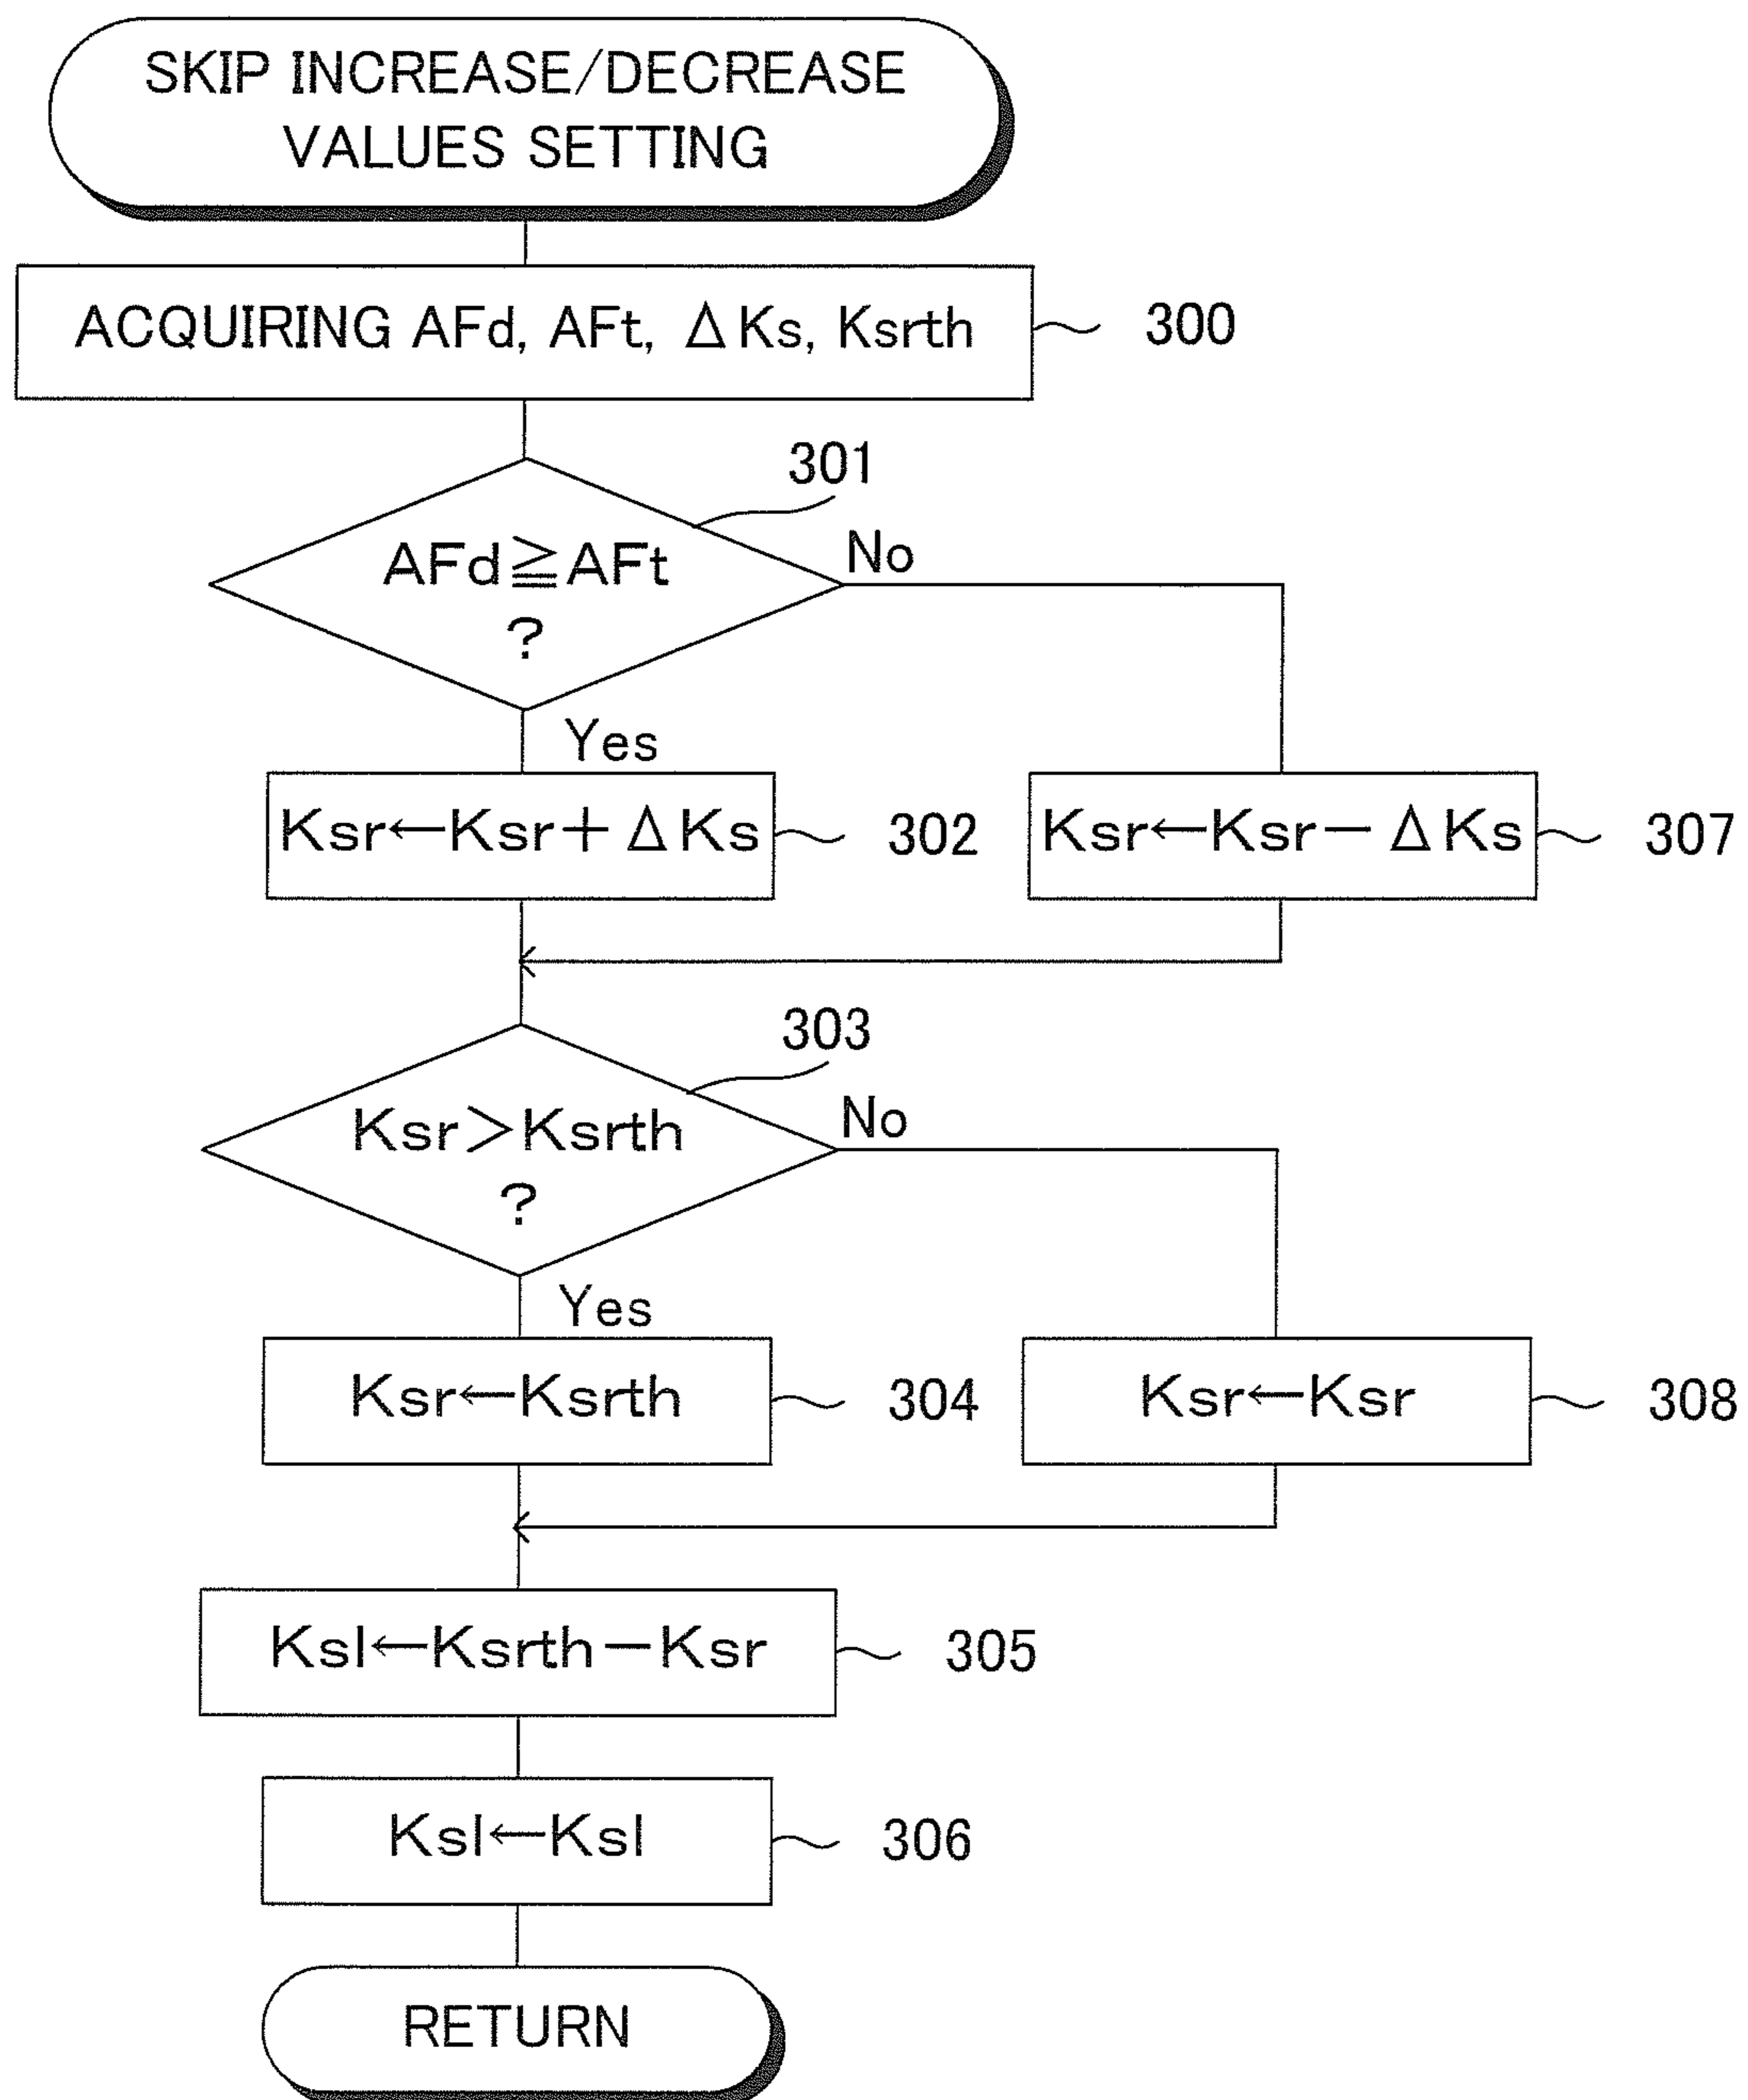 SKIP INCREASE/DECREASE
VALUES SETTING
ACQUIRING AFd, AFt, ΔKs, Ksrth
300
301
AFd≧AFt
?
No
Yes
Ksr←Ksr+ΔKs
302
Ksr←Ksr−ΔKs
307
303
Ksr>Ksrth
?
No
Yes
Ksr←Ksrth
304
Ksr←Ksr
308
Ksl←Ksrth−Ksr
305
Ksl←Ksl
306
RETURN